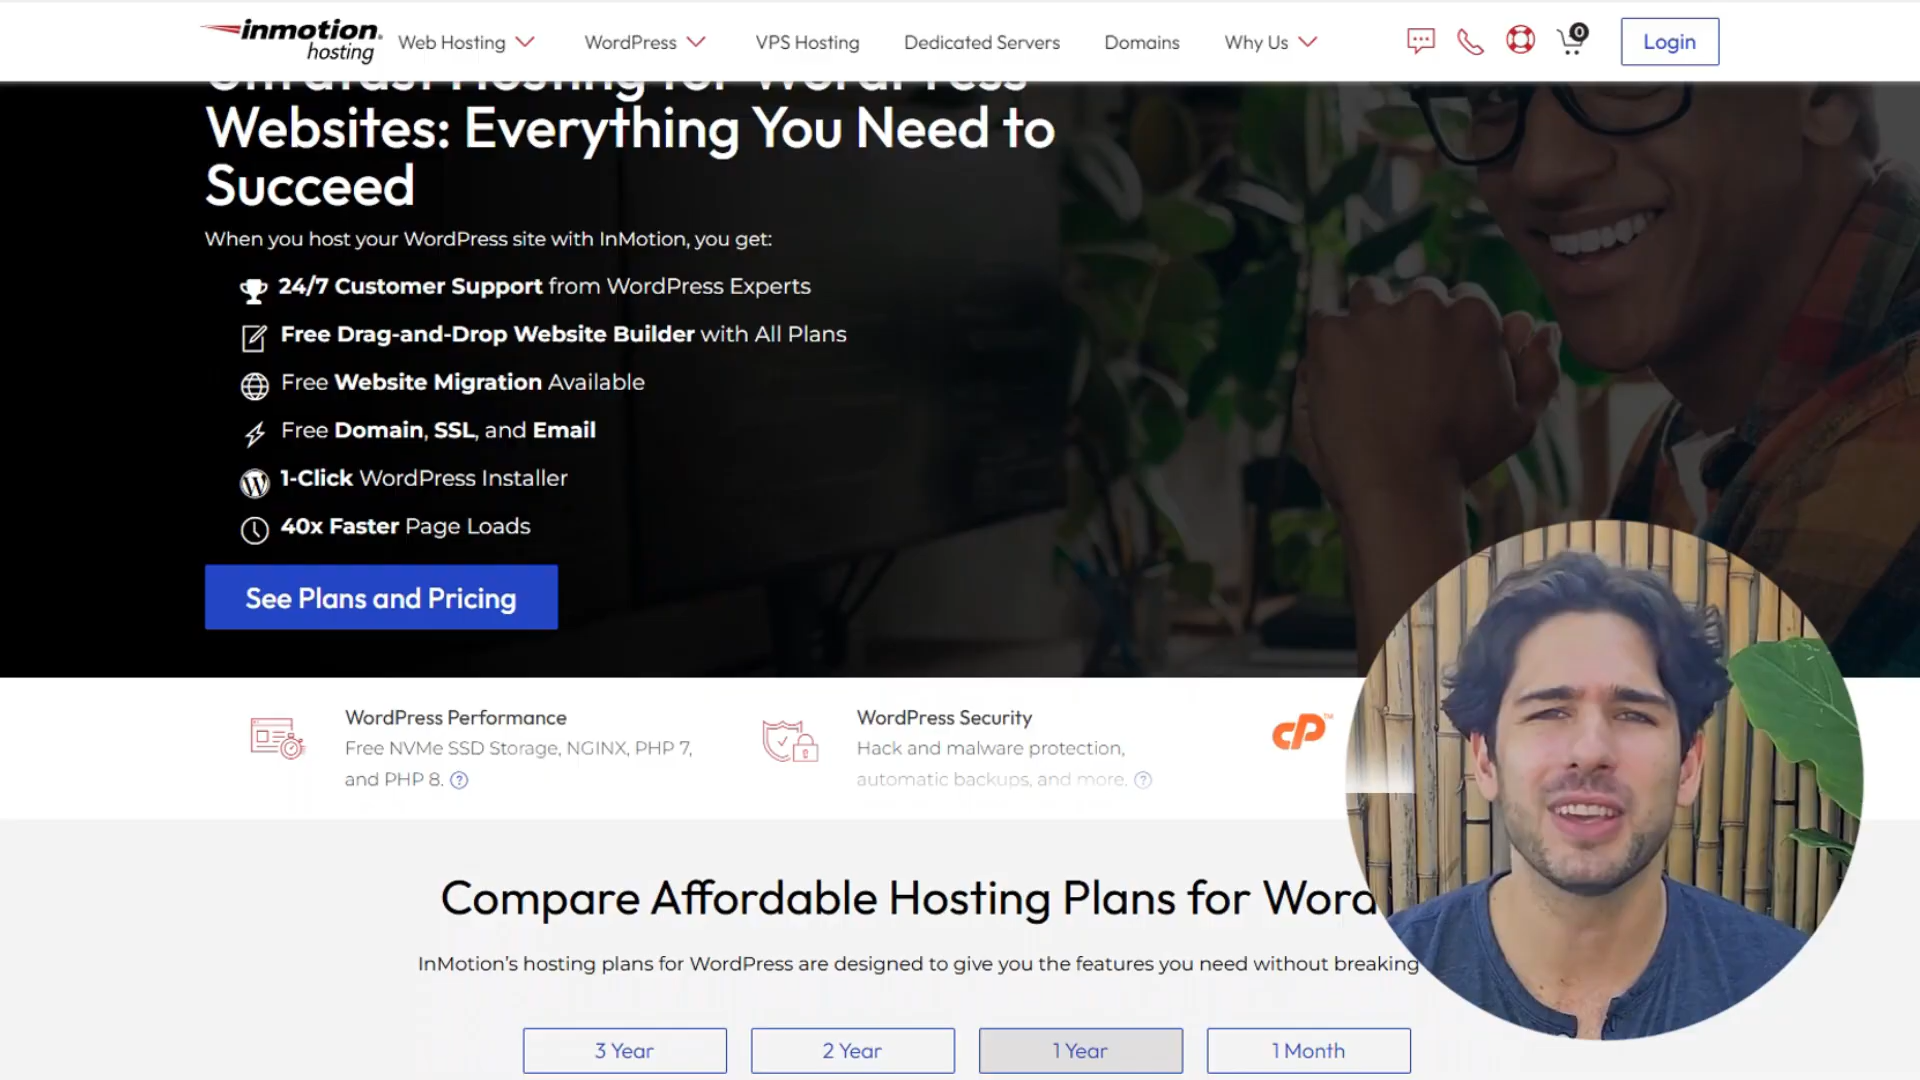 inmotion
hosting
Web Hosting
WordPress
VPS Hosting
Dedicated Servers
Domains
Why Us
0
Login
Ultrafast Hosting for WordPress
Websites: Everything You Need to
Succeed
When you host your WordPress site with InMotion, you get:
24/7 Customer Support from WordPress Experts
Free Drag-and-Drop Website Builder with All Plans
Free Website Migration Available
Free Domain, SSL, and Email
1-Click WordPress Installer
40x Faster Page Loads
See Plans and Pricing
WordPress Performance
Free NVMe SSD Storage, NGINX, PHP 7,
and PHP 8. ?
WordPress Security
Hack and malware protection,
automatic backups, and more. ?
cP™
Compare Affordable Hosting Plans for Word
InMotion's hosting plans for WordPress are designed to give you the features you need without breaking
3 Year
2 Year
1 Year
1 Month